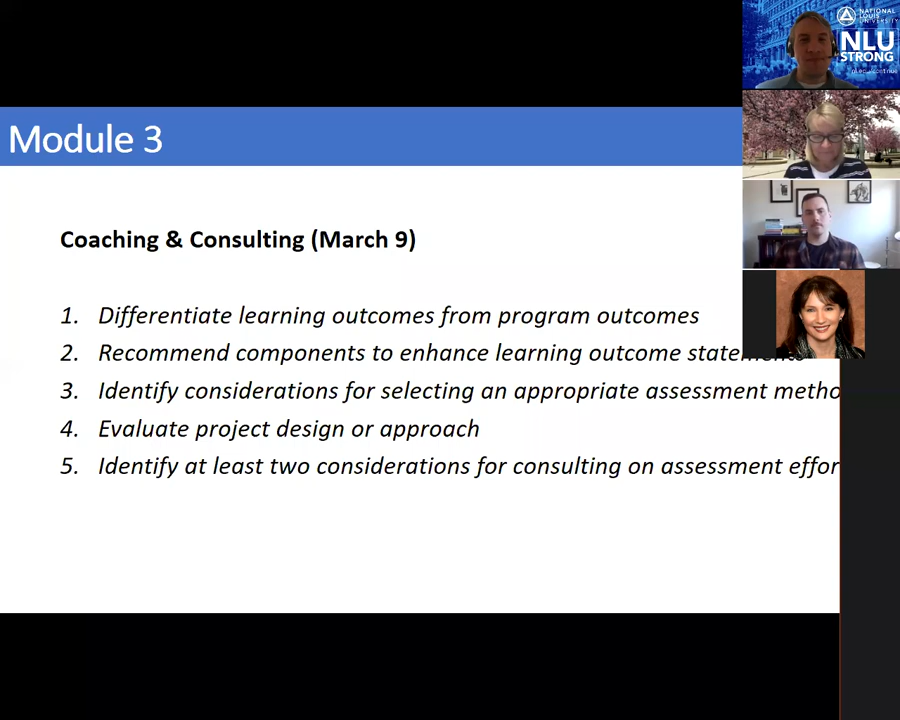 NATIONAL
LOUIS
UNIVERSITY
NLU
STRONG
Module 3
Coaching & Consulting (March 9)
1. Differentiate learning outcomes from program outcomes
2. Recommend components to enhance learning outcome statements
3. Identify considerations for selecting an appropriate assessment metho
4. Evaluate project design or approach
5. Identify at least two considerations for consulting on assessment effor